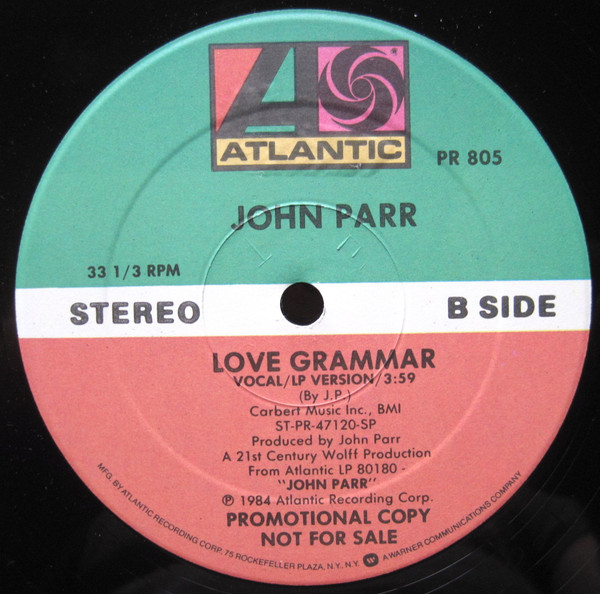 ATLANTIC
PR 805
JOHN PARR
33 1/3 RPM
STEREO
B SIDE
LOVE GRAMMAR
VOCAL/LP VERSION/3:59
(By J.P.)
Carbert Music Inc., BMI
ST-PR-47120-SP
Produced by John Parr
A 21st Century Wolff Production
From Atlantic LP 80180 -
"JOHN PARR"
℗ 1984 Atlantic Recording Corp.
PROMOTIONAL COPY
NOT FOR SALE
MFG. BY ATLANTIC RECORDING CORP. 75 ROCKEFELLER PLAZA, N.Y. N.Y. A WARNER COMMUNICATIONS COMPANY